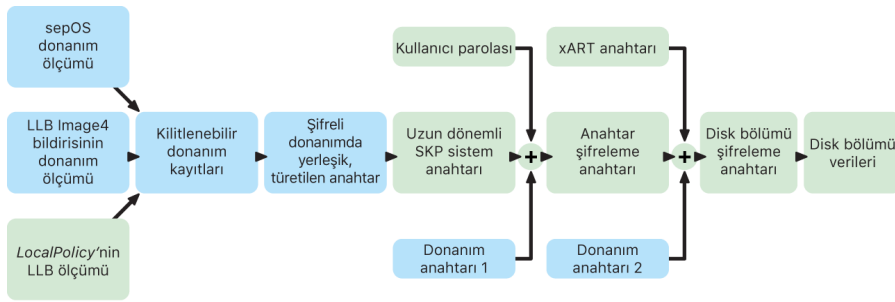 sepOS
donanım
ölçümü
Kullanıcı parolası
xART anahtarı
LLB Image4
bildirisinin
donanım
ölçümü
Kilitlenebilir
donanım
kayıtları
Şifreli
donanımda
yerleşik,
türetilen anahtar
Uzun dönemli
SKP sistem
anahtarı
+
Anahtar
şifreleme
anahtarı
+
Disk bölümü
şifreleme
anahtarı
Disk bölümü
verileri
LocalPolicy'nin
LLB ölçümü
Donanım
anahtarı 1
Donanım
anahtarı 2